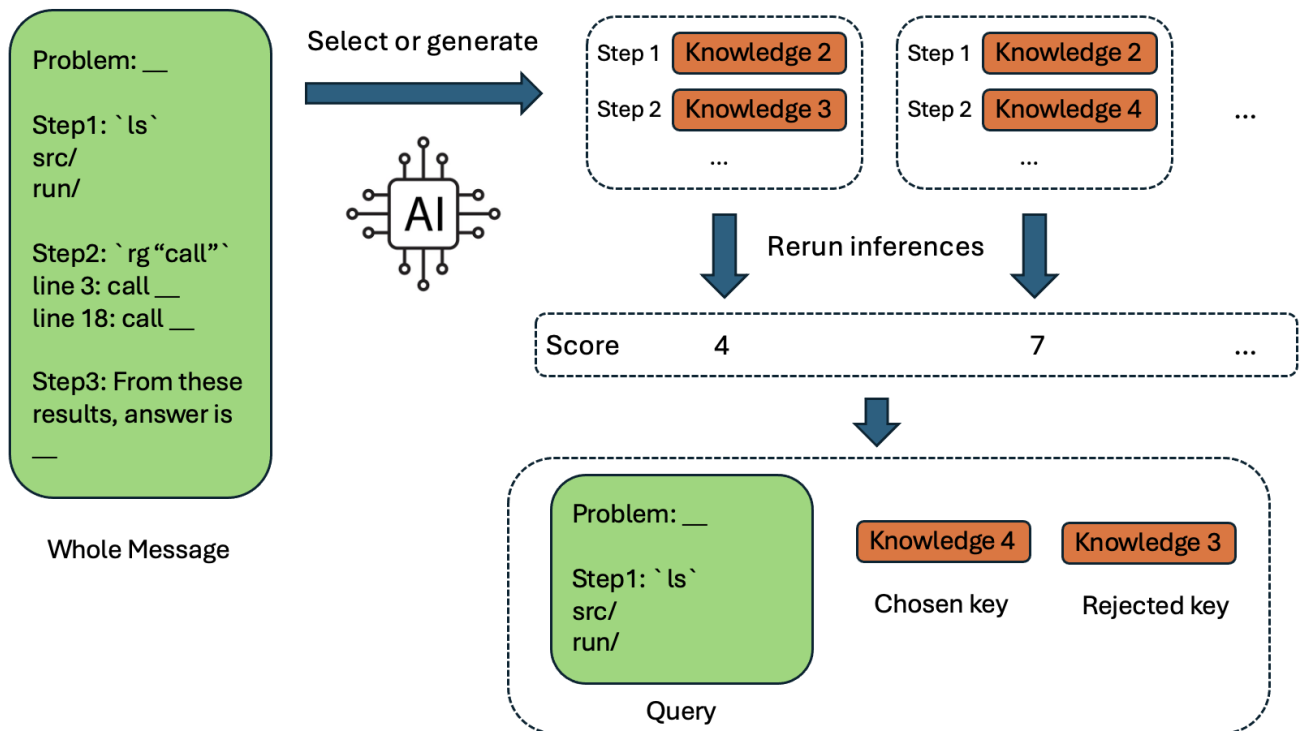 Problem: __
Step1: `ls`
src/
run/
Step2: `rg “call”`
line 3: call __
line 18: call __
Step3: From these
results, answer is
__
Whole Message
Select or generate
AI
Step 1 Knowledge 2
Step 2 Knowledge 3
...
Step 1 Knowledge 2
Step 2 Knowledge 4
...
...
Rerun inferences
Score 4 7 ...
Problem: __
Step1: `ls`
src/
run/
Query
Knowledge 4
Chosen key
Knowledge 3
Rejected key